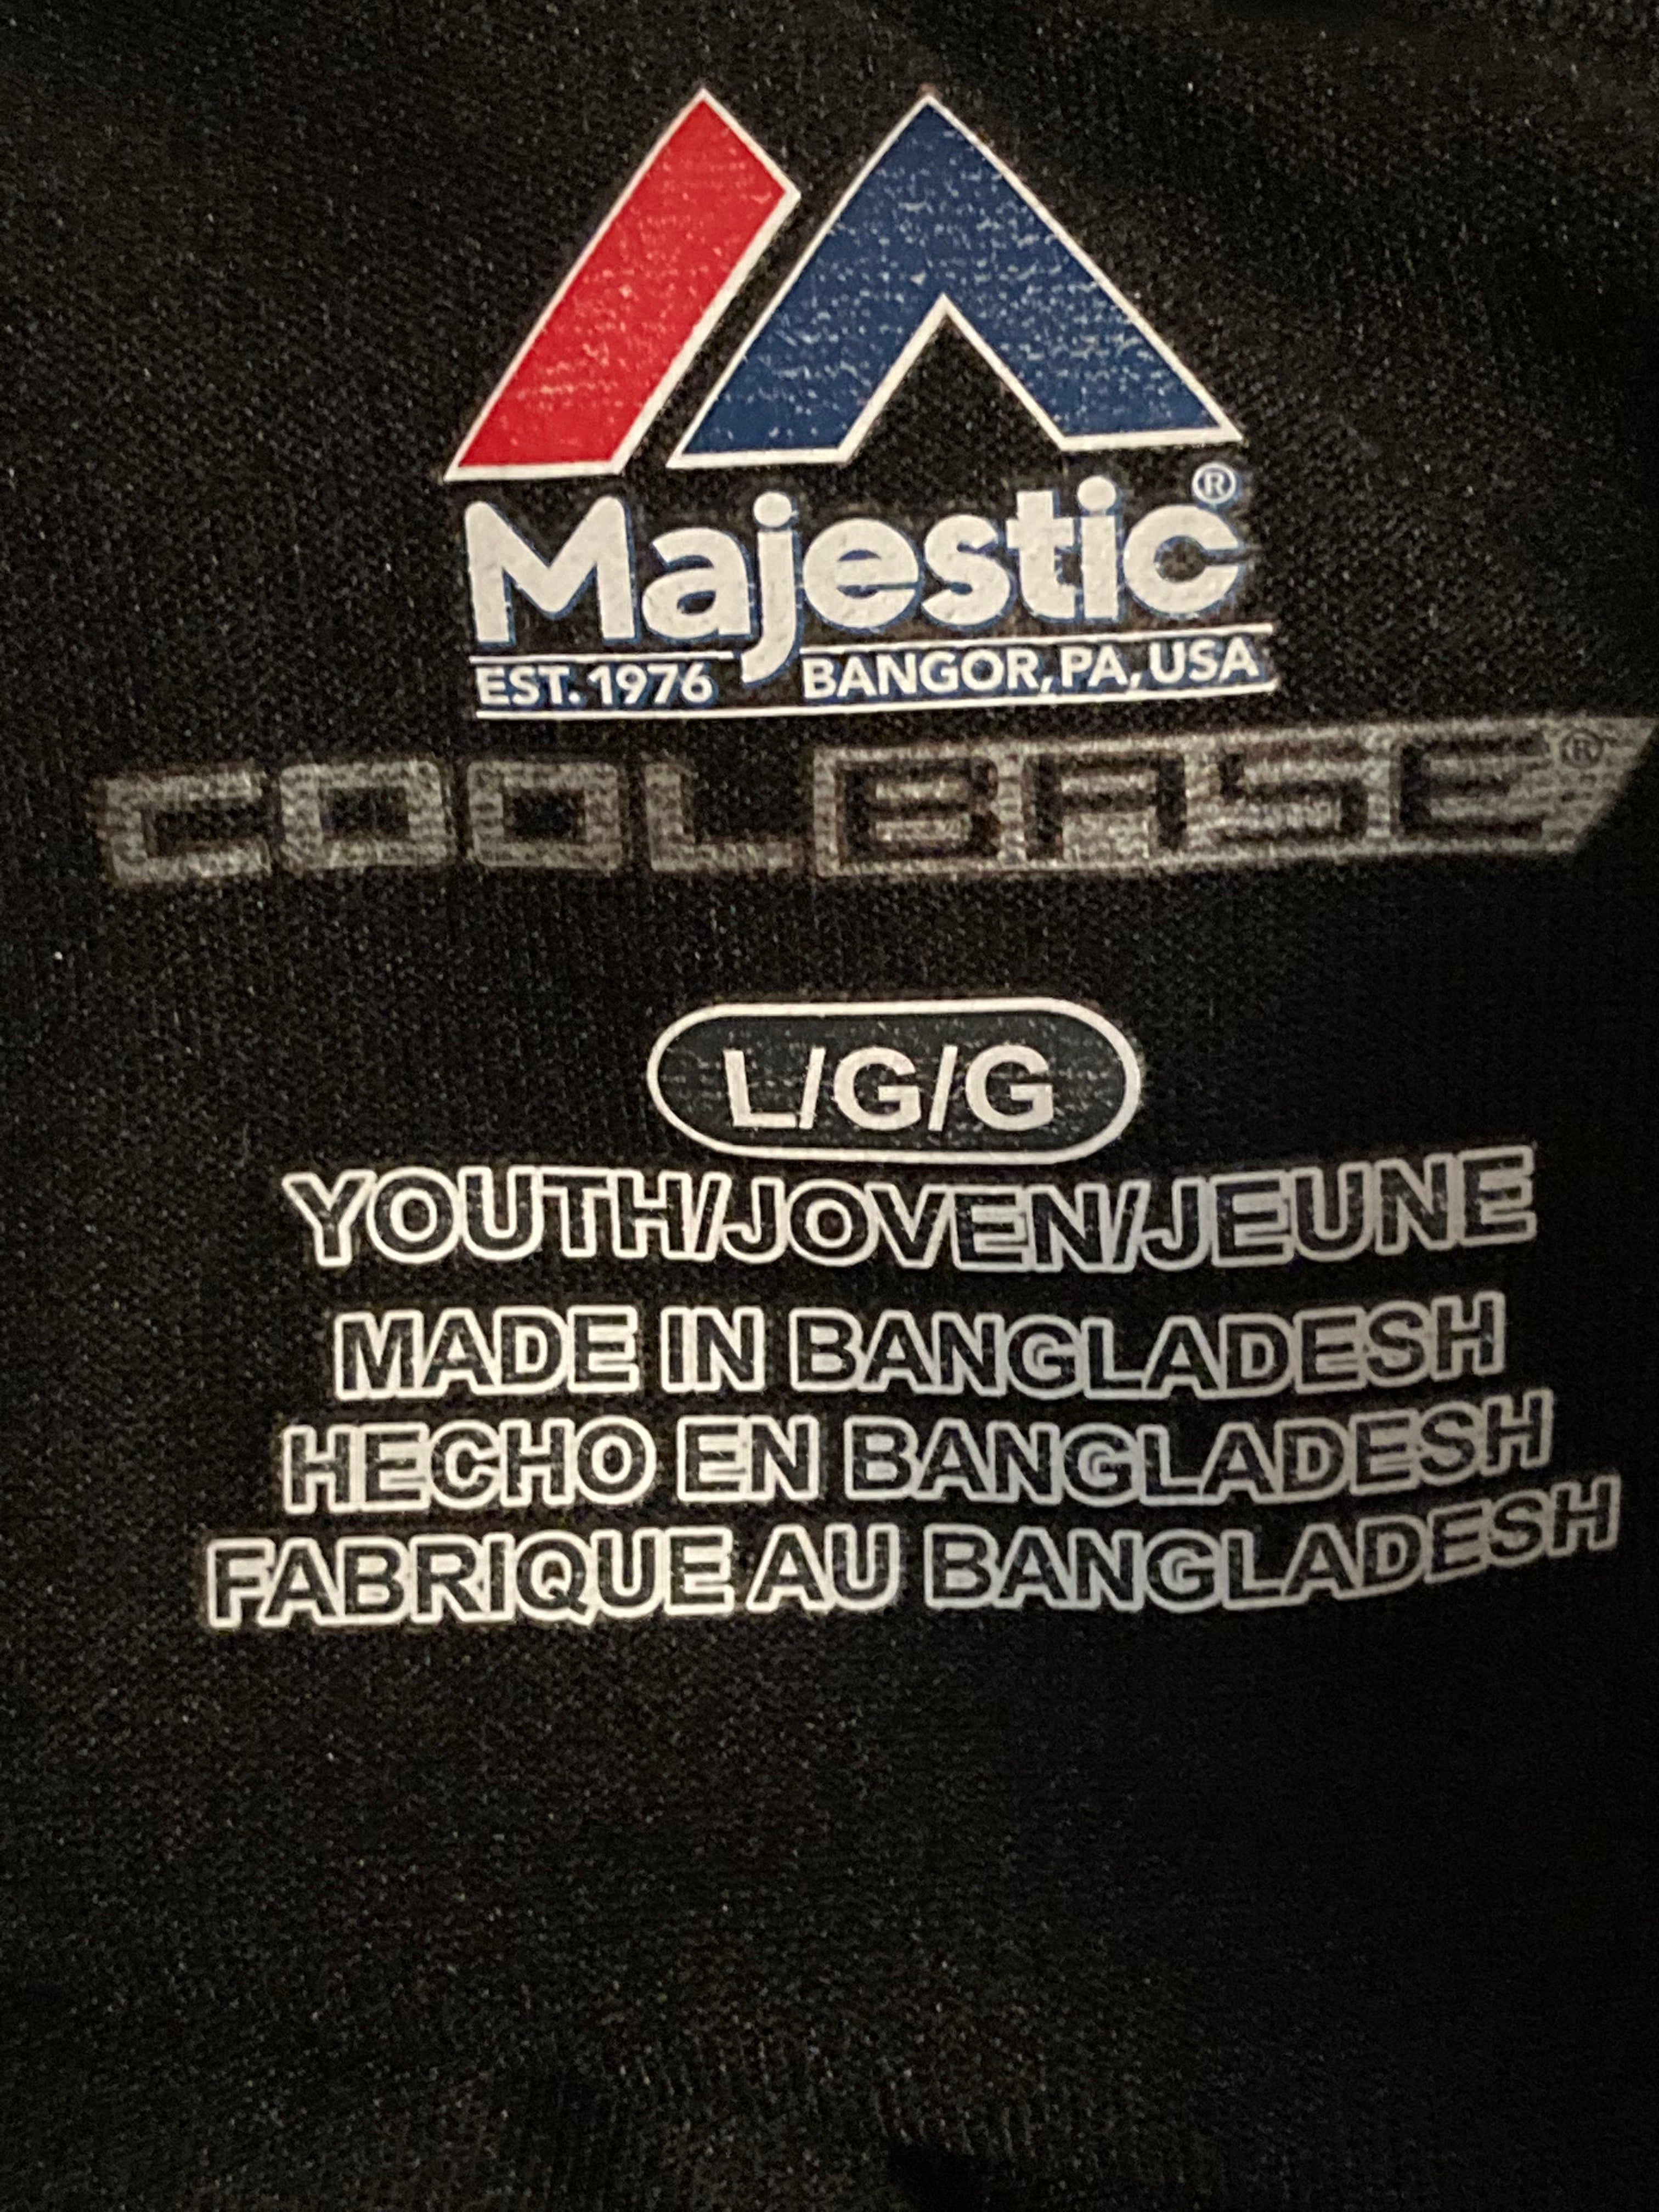 Majestic®
EST. 1976 BANGOR, PA, USA
COOLBASE®
L/G/G
YOUTH/JOVEN/JEUNE
MADE IN BANGLADESH
HECHO EN BANGLADESH
FABRIQUE AU BANGLADESH